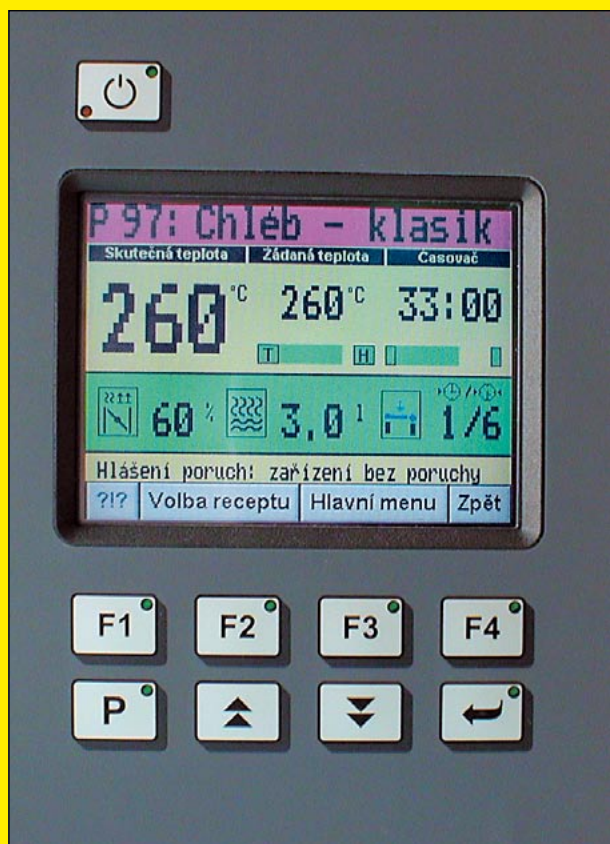 P 97: Chléb - klasik
Skutečná teplota Žádaná teplota Časovač
260 °C 260 °C 33:00
T H
60 % 3,0 l 1/6
Hlášení poruch: zařízení bez poruchy
?!? Volba receptu Hlavní menu Zpět
F1 F2 F3 F4
P